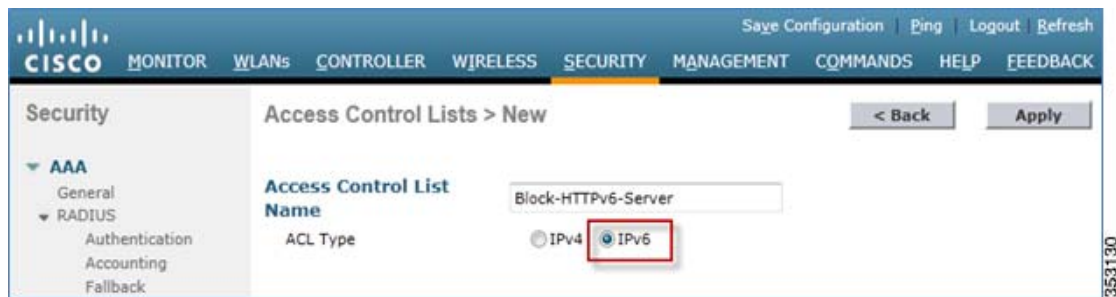 Save Configuration | Ping | Logout | Refresh
CISCO MONITOR WLANs CONTROLLER WIRELESS SECURITY MANAGEMENT COMMANDS HELP FEEDBACK
Security
Access Control Lists > New
< Back
Apply
AAA
General
RADIUS
Authentication
Accounting
Fallback
Access Control List Name
Block-HTTPv6-Server
ACL Type
IPv4
IPv6
353130